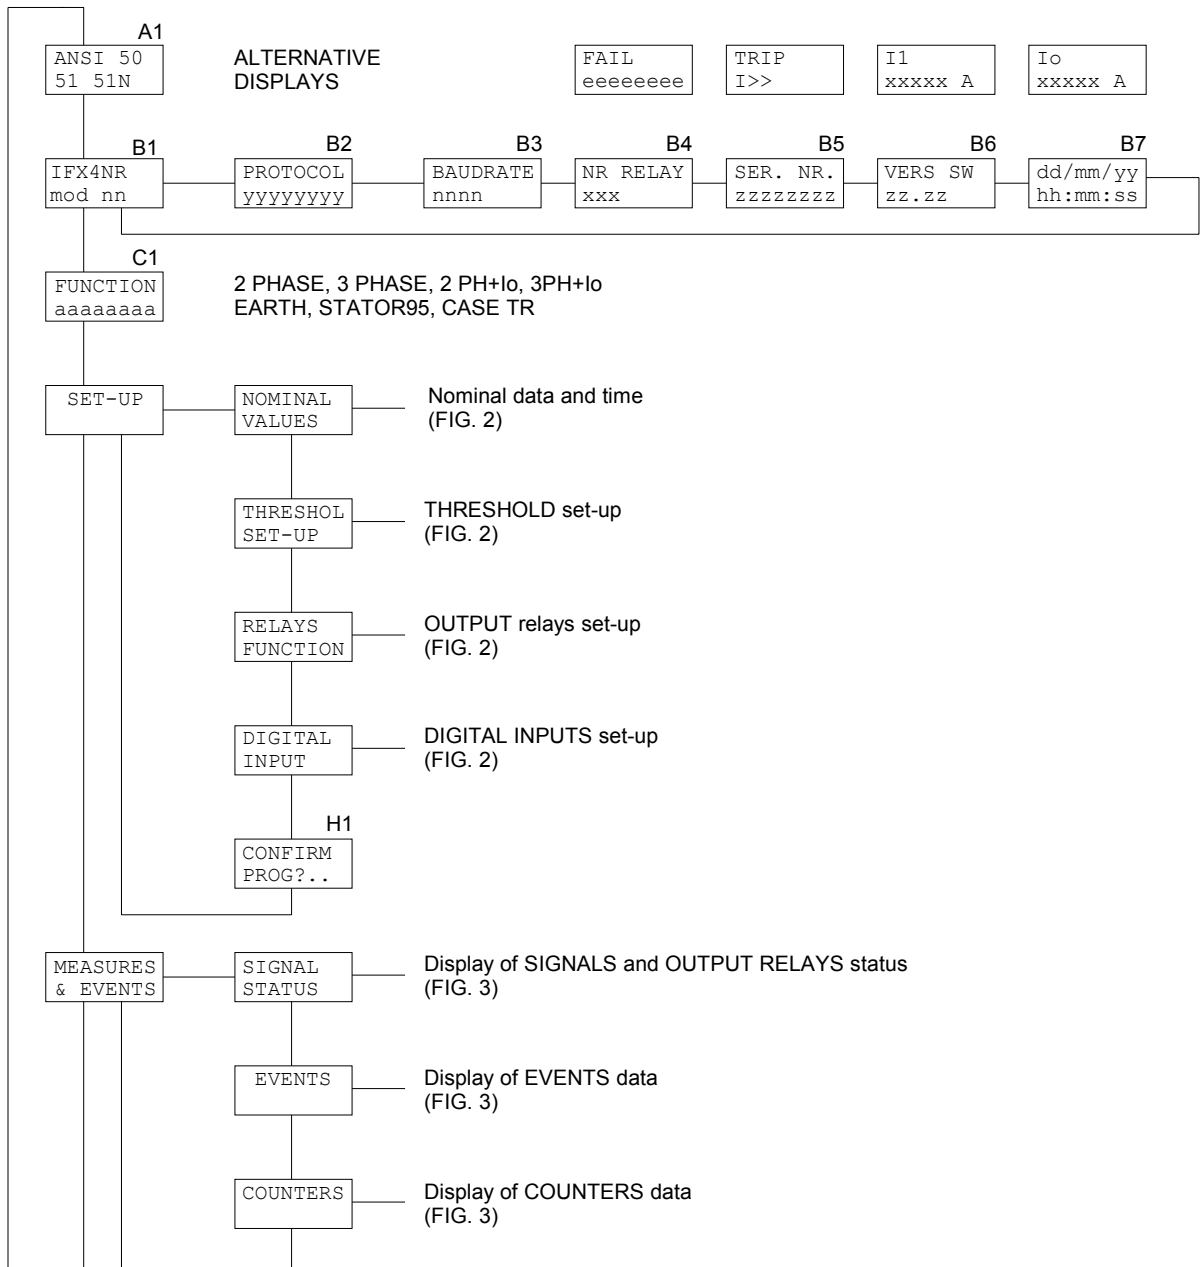 A1
ANSI 50
51 51N
ALTERNATIVE
DISPLAYS
FAIL
eeeeeeee
TRIP
I>>
I1
xxxxx A
Io
xxxxx A
B1
IFX4NR
mod nn
B2
PROTOCOL
yyyyyyyy
B3
BAUDRATE
nnnn
B4
NR RELAY
xxx
B5
SER. NR.
zzzzzzzz
B6
VERS SW
zz.zz
B7
dd/mm/yy
hh:mm:ss
C1
FUNCTION
aaaaaaaa
2 PHASE, 3 PHASE, 2 PH+Io, 3PH+Io
EARTH, STATOR95, CASE TR
SET-UP
NOMINAL
VALUES
Nominal data and time
(FIG. 2)
THRESHOL
SET-UP
THRESHOLD set-up
(FIG. 2)
RELAYS
FUNCTION
OUTPUT relays set-up
(FIG. 2)
DIGITAL
INPUT
DIGITAL INPUTS set-up
(FIG. 2)
H1
CONFIRM
PROG?..
MEASURES
& EVENTS
SIGNAL
STATUS
Display of SIGNALS and OUTPUT RELAYS status
(FIG. 3)
EVENTS
Display of EVENTS data
(FIG. 3)
COUNTERS
Display of COUNTERS data
(FIG. 3)